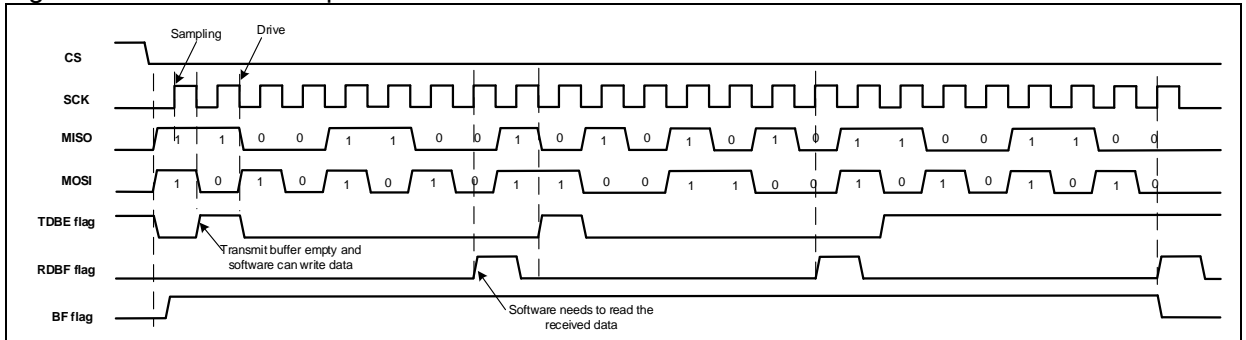 Sampling
Drive
CS
SCK
MISO 1 1 0 0 1 1 0 0 1 0 1 0 1 0 1 0 1 1 0 0 1 1 0 0
MOSI 1 0 1 0 1 0 1 0 1 1 0 0 1 1 0 0 1 0 1 0 1 0 1 0
TDBE flag
Transmit buffer empty and
software can write data
RDBF flag
Software needs to read the
received data
BF flag